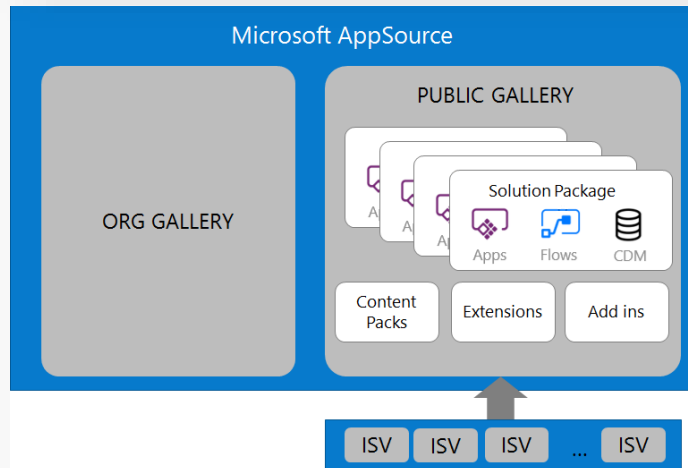 Microsoft AppSource
ORG GALLERY
PUBLIC GALLERY
Solution Package
Apps Flows CDM
Content
Packs
Extensions
Add ins
ISV ISV ISV ... ISV